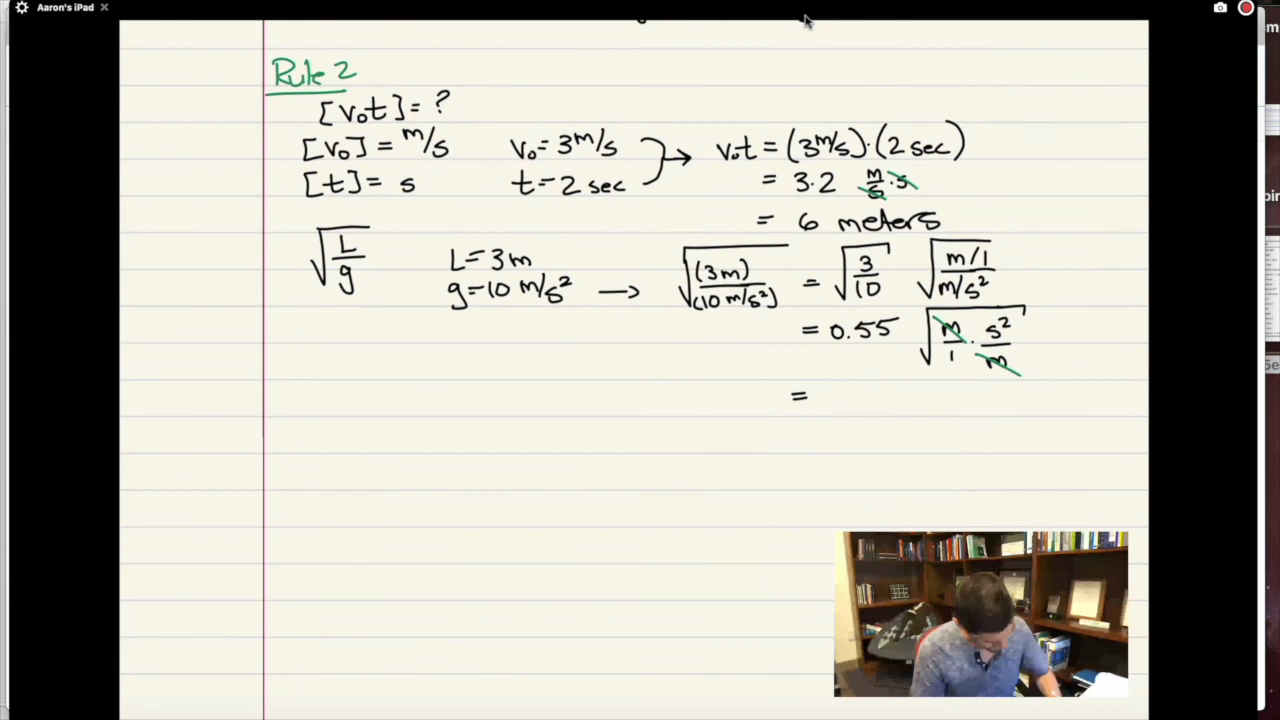 Aaron's iPad
Rule 2
[v₀t] = ?
[v₀] = m/s v₀ = 3 m/s v₀t = (3 m/s)·(2 sec)
[t] = s t = 2 sec = 3·2 m/s·s
= 6 meters
√(L/g) L = 3m √((3m)/(10 m/s²)) = √(3/10) √((m/1)/(m/s²))
g = 10 m/s² →
= 0.55 √(m/1 · s²/m)
=